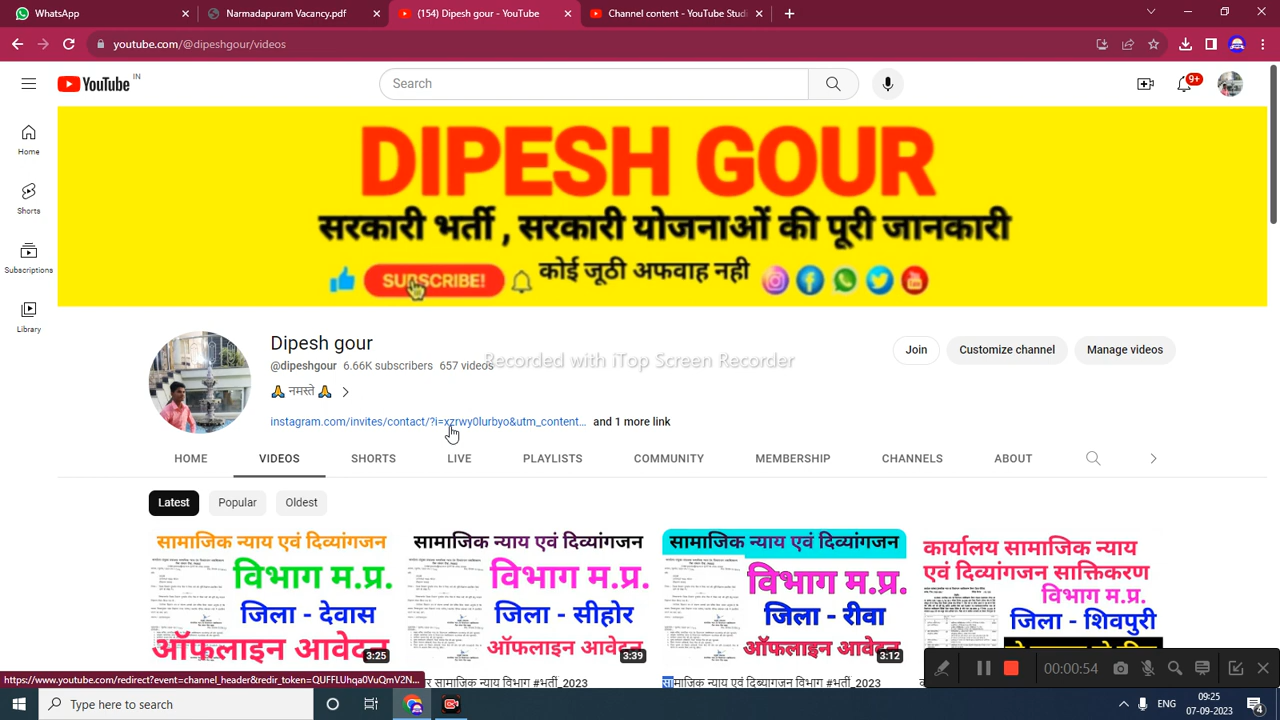 WhatsApp
Narmadapuram Vacancy.pdf
(154) Dipesh gour - YouTube
Channel content - YouTube Studi
youtube.com/@dipeshgour/videos
YouTube IN
Search
9+
Home
Shorts
Subscriptions
Library
DIPESH GOUR
सरकारी भर्ती , सरकारी योजनाओं की पूरी जानकारी
SUBSCRIBE!
कोई जूठी अफवाह नही
Dipesh gour
@dipeshgour 6.66K subscribers 657 videos
Recorded with iTop Screen Recorder
Join
Customize channel
Manage videos
🙏 नमस्ते 🙏
instagram.com/invites/contact/?i=xzrwy0lurbyo&utm_content... and 1 more link
HOME
VIDEOS
SHORTS
LIVE
PLAYLISTS
COMMUNITY
MEMBERSHIP
CHANNELS
ABOUT
Latest
Popular
Oldest
सामाजिक न्याय एवं दिव्यांगजन
विभाग म.प्र.
जिला - देवास
ऑफलाइन आवेदन
3:25
सामाजिक न्याय एवं दिव्यांगजन
विभाग म.प्र.
जिला - सीहोर
ऑफलाइन आवेदन
3:39
सामाजिक न्याय एवं दिव्यांगजन
विभाग म.प्र.
जिला - रीवा
ऑफलाइन आवेदन
3:12
कार्यालय सामाजिक न्याय
एवं दिव्यांगजन साक्तिकरण
विभाग म.प्र.
जिला - शिवपुरी
सामाजिक न्याय विभाग #भर्ती_2023
सामाजिक न्याय एवं दिब्यांगजन विभाग #भर्ती_2023
00:00:54
https://www.youtube.com/redirect?event=channel_header&redir_token=QUFFLUhqa0VuQmV2N...
Type here to search
09:25
07-09-2023
4